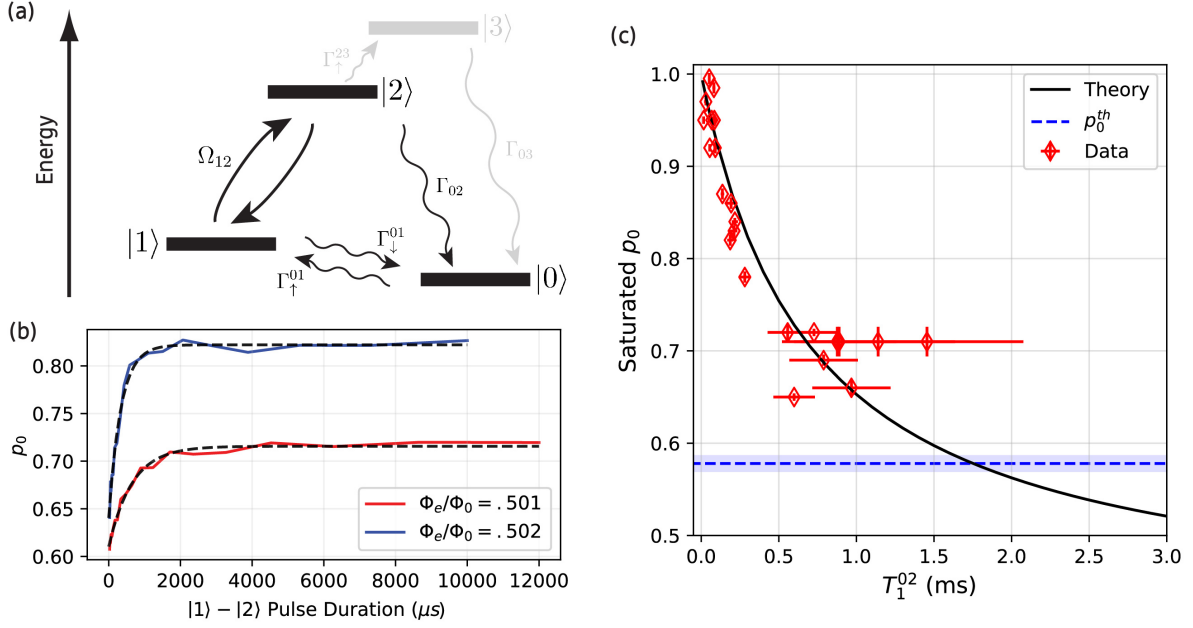 (a)
Energy
|3⟩
Γ↑²³
|2⟩
Ω₁₂
Γ₀₃
Γ₀₂
|1⟩
Γ↓⁰¹
Γ↑⁰¹
|0⟩
(b)
p₀
0.80
0.75
0.70
0.65
0.60
Φₑ/Φ₀ = .501
Φₑ/Φ₀ = .502
0 2000 4000 6000 8000 10000 12000
|1⟩ − |2⟩ Pulse Duration (μs)
(c)
Saturated p₀
1.0
0.9
0.8
0.7
0.6
0.5
Theory
p₀ᵗʰ
Data
0.0 0.5 1.0 1.5 2.0 2.5 3.0
T₁⁰² (ms)